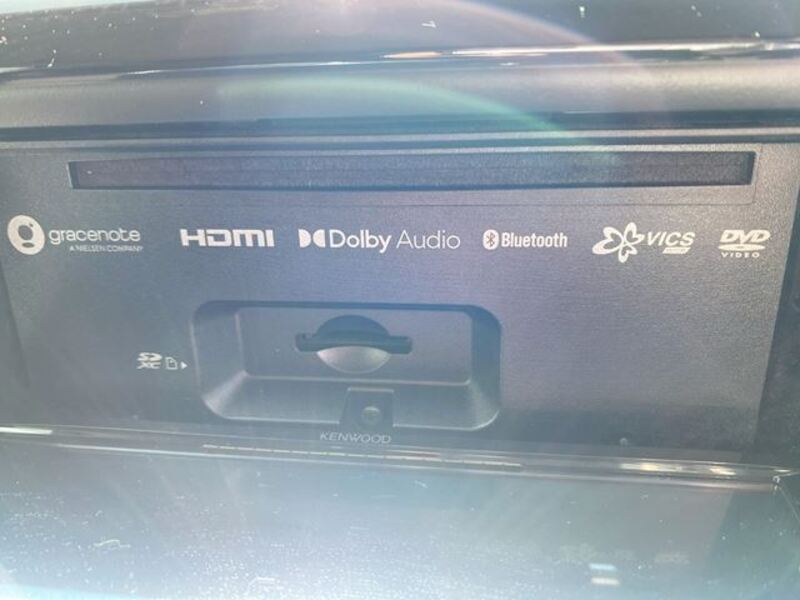 gracenote
A NIELSEN COMPANY
HDMI
Dolby Audio
Bluetooth
VICS
DVD
VIDEO
SD
XC
KENWOOD